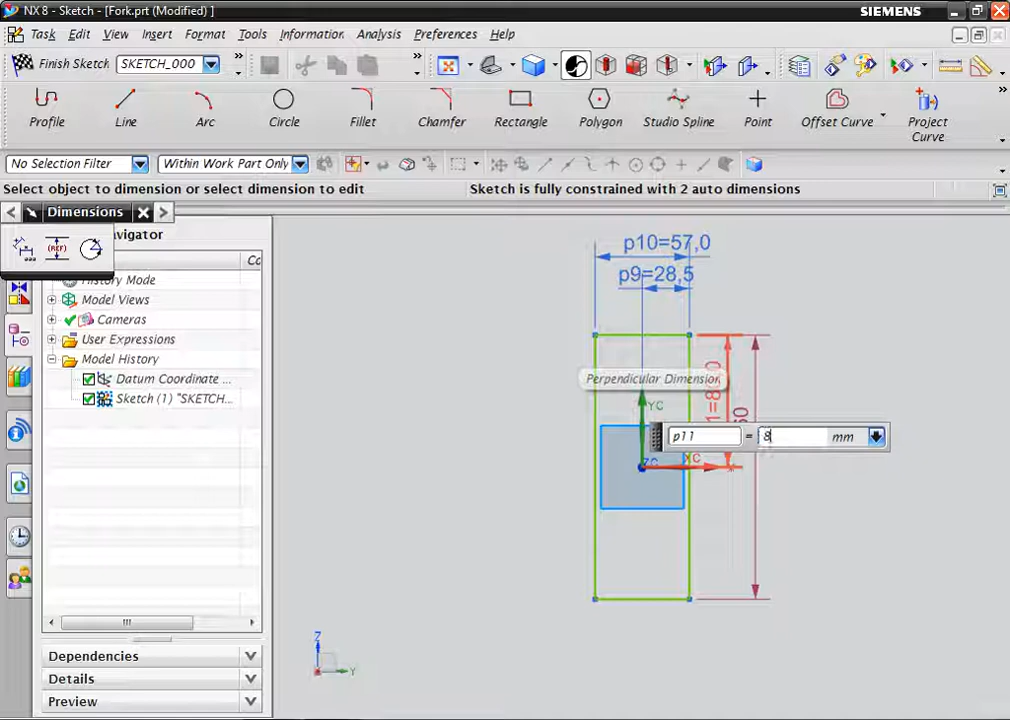 NX 8 - Sketch - [Fork.prt (Modified) ]
SIEMENS
Task Edit View Insert Format Tools Information Analysis Preferences Help
Finish Sketch SKETCH_000
Profile Line Arc Circle Fillet Chamfer Rectangle Polygon Studio Spline Point Offset Curve Project Curve
No Selection Filter Within Work Part Only
Select object to dimension or select dimension to edit Sketch is fully constrained with 2 auto dimensions
Dimensions
vigator
(REF)
Co
History Mode
Model Views
Cameras
User Expressions
Model History
Datum Coordinate ...
Sketch (1) "SKETCH...
Dependencies
Details
Preview
p10=57,0
p9=28,5
Perpendicular Dimension
YC
p11 = 8 mm
ZC XC
Z
Y